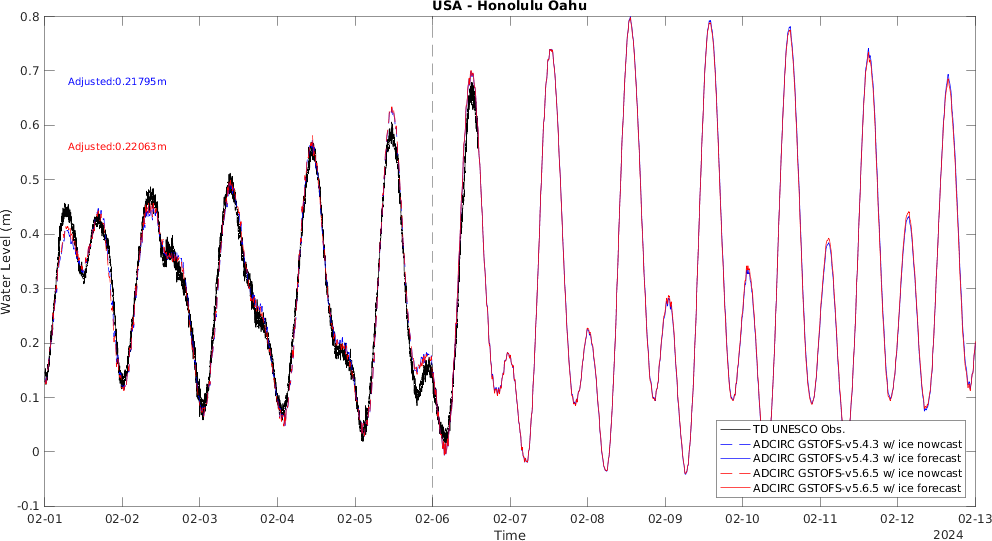 USA - Honolulu Oahu
0.8
0.7
0.6
0.5
0.4
0.3
0.2
0.1
0
-0.1
Water Level (m)
Adjusted:0.21795m
Adjusted:0.22063m
TD UNESCO Obs.
ADCIRC GSTOFS-v5.4.3 w/ ice nowcast
ADCIRC GSTOFS-v5.4.3 w/ ice forecast
ADCIRC GSTOFS-v5.6.5 w/ ice nowcast
ADCIRC GSTOFS-v5.6.5 w/ ice forecast
02-01 02-02 02-03 02-04 02-05 02-06 02-07 02-08 02-09 02-10 02-11 02-12 02-13
Time
2024